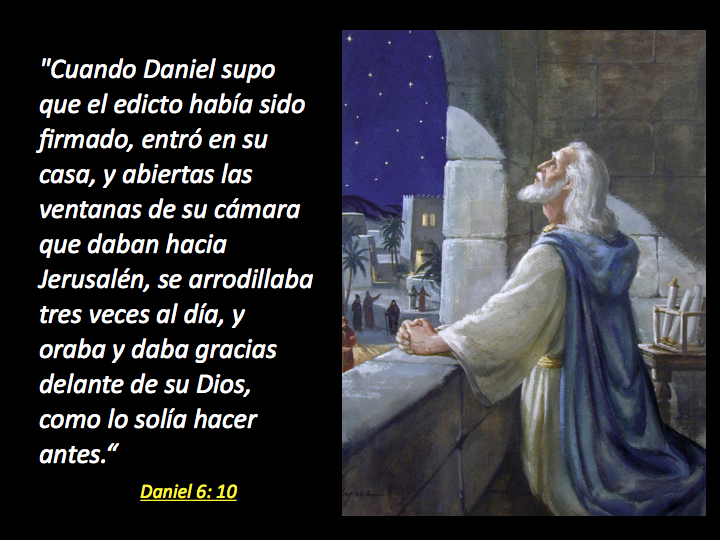 "Cuando Daniel supo
que el edicto había sido
firmado, entró en su
casa, y abiertas las
ventanas de su cámara
que daban hacia
Jerusalén, se arrodillaba
tres veces al día, y
oraba y daba gracias
delante de su Dios,
como lo solía hacer
antes.“
Daniel 6: 10